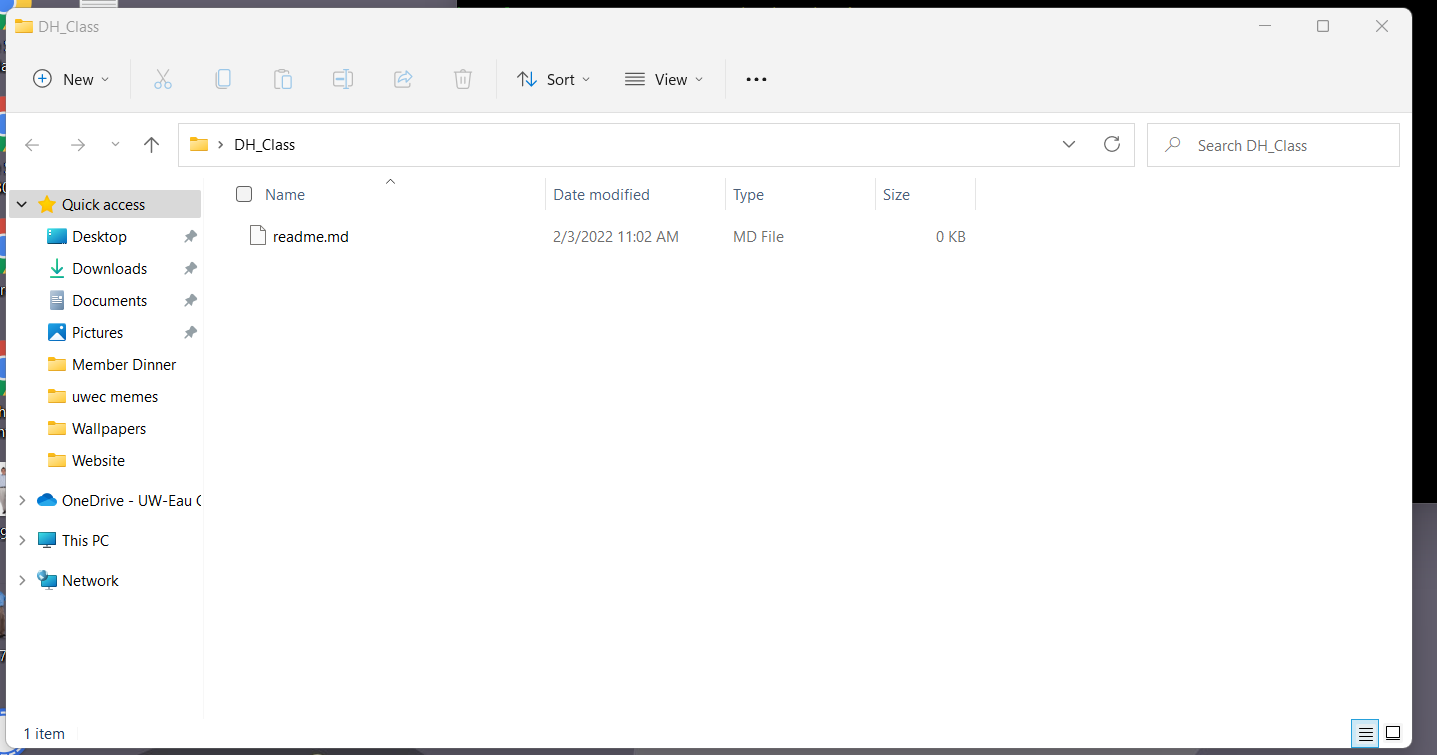 DH_Class
New
Sort
View
DH_Class
Search DH_Class
Name
Date modified
Type
Size
readme.md
2/3/2022 11:02 AM
MD File
0 KB
Quick access
Desktop
Downloads
Documents
Pictures
Member Dinner
uwec memes
Wallpapers
Website
OneDrive - UW-Eau
This PC
Network
1 item